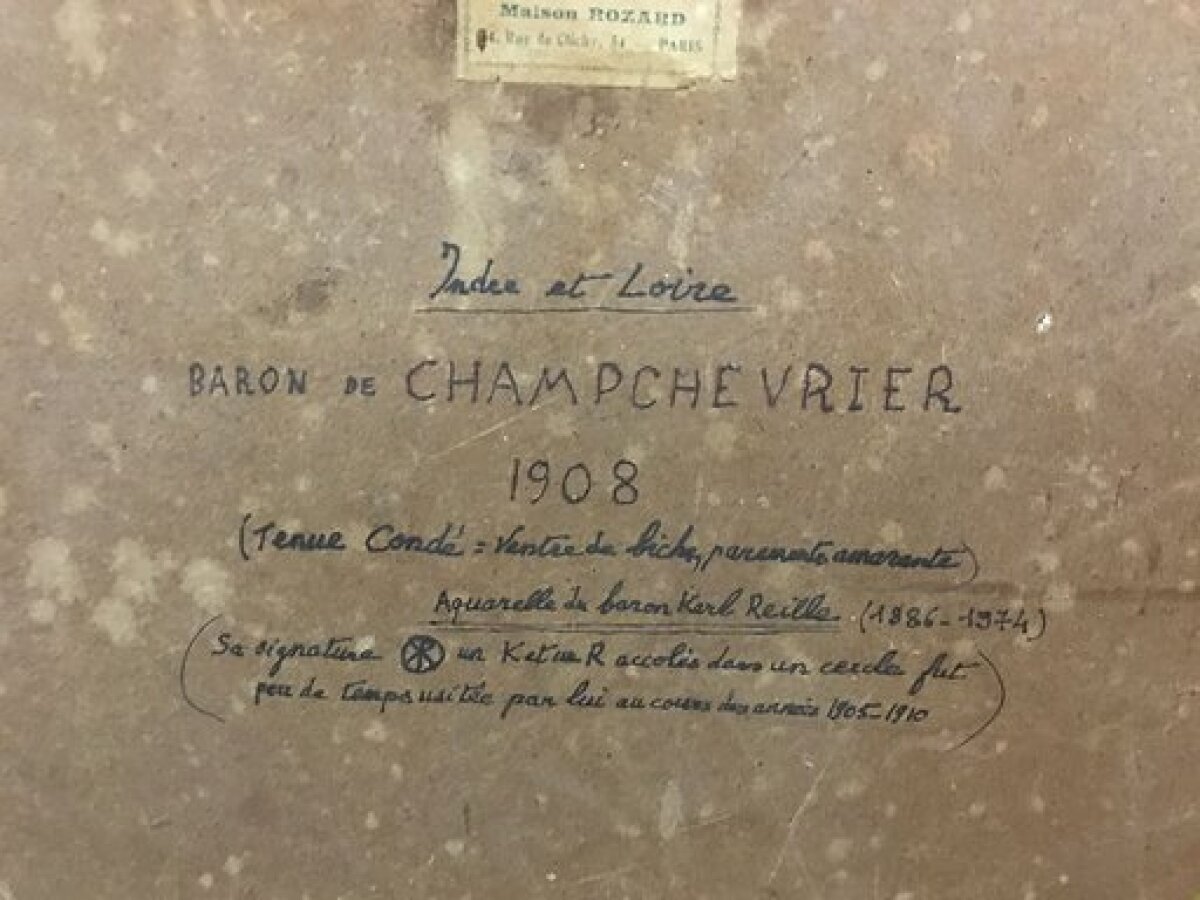 Maison ROZARD
Rue de Clichy, PARIS
Indre et Loire
BARON DE CHAMPCHEVRIER
1908
(Tenue Condé = Ventre de biche, parements amarante)
Aquarelle du baron Karl Reille (1886-1974)
(Sa signature un K et un R accolés dans un cercle fut
peu de temps usitée par lui au cours des années 1905-1910)